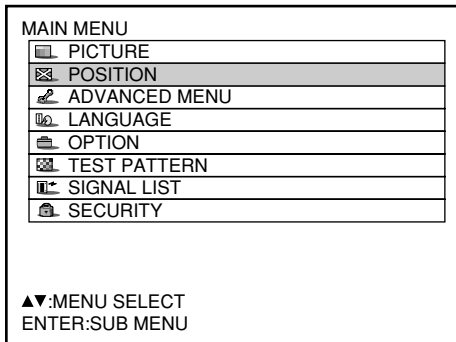 MAIN MENU
PICTURE
POSITION
ADVANCED MENU
LANGUAGE
OPTION
TEST PATTERN
SIGNAL LIST
SECURITY
▲▼:MENU SELECT
ENTER:SUB MENU